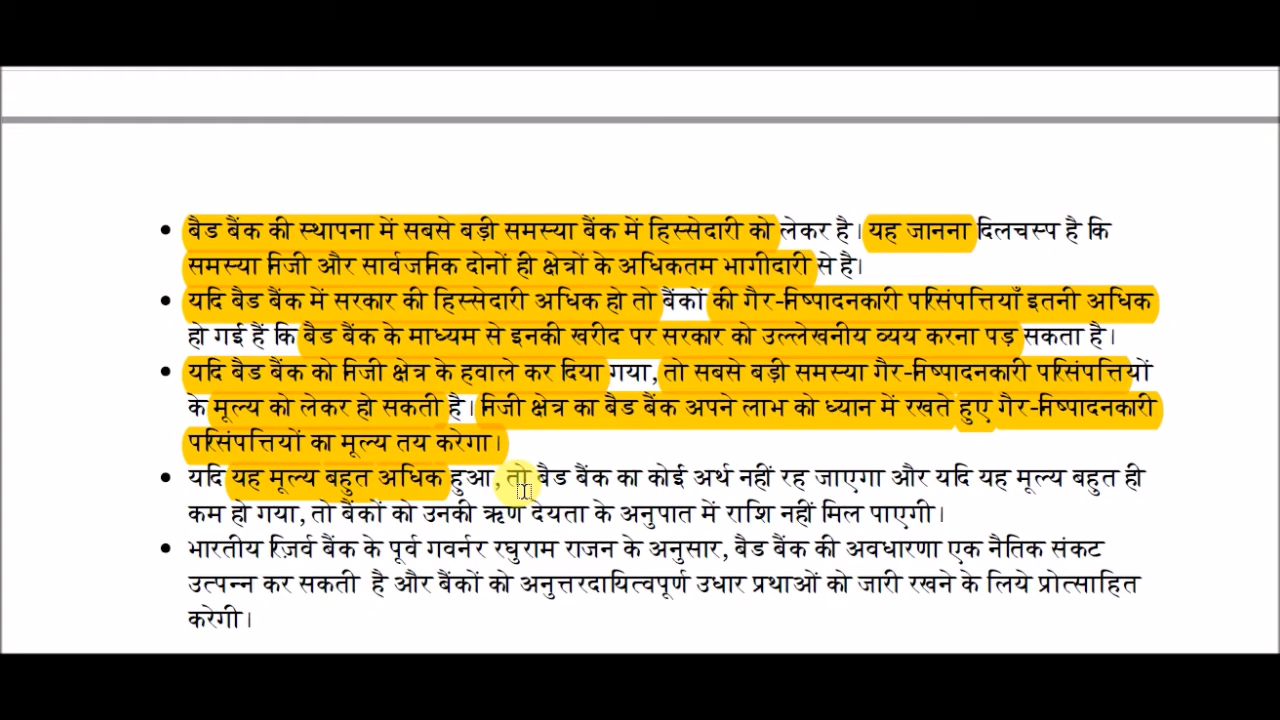 • बैड बैंक की स्थापना में सबसे बड़ी समस्या बैंक में हिस्सेदारी को लेकर है। यह जानना दिलचस्प है कि
समस्या निजी और सार्वजनिक दोनों ही क्षेत्रों के अधिकतम भागीदारी से है।
• यदि बैड बैंक में सरकार की हिस्सेदारी अधिक हो तो बैंकों की गैर-निष्पादनकारी परिसंपत्तियाँ इतनी अधिक
हो गई हैं कि बैड बैंक के माध्यम से इनकी खरीद पर सरकार को उल्लेखनीय व्यय करना पड़ सकता है।
• यदि बैड बैंक को निजी क्षेत्र के हवाले कर दिया गया, तो सबसे बड़ी समस्या गैर-निष्पादनकारी परिसंपत्तियों
के मूल्य को लेकर हो सकती है। निजी क्षेत्र का बैड बैंक अपने लाभ को ध्यान में रखते हुए गैर-निष्पादनकारी
परिसंपत्तियों का मूल्य तय करेगा।
• यदि यह मूल्य बहुत अधिक हुआ, तो बैड बैंक का कोई अर्थ नहीं रह जाएगा और यदि यह मूल्य बहुत ही
कम हो गया, तो बैंकों को उनकी ऋण देयता के अनुपात में राशि नहीं मिल पाएगी।
• भारतीय रिज़र्व बैंक के पूर्व गवर्नर रघुराम राजन के अनुसार, बैड बैंक की अवधारणा एक नैतिक संकट
उत्पन्न कर सकती है और बैंकों को अनुत्तरदायित्वपूर्ण उधार प्रथाओं को जारी रखने के लिये प्रोत्साहित
करेगी।